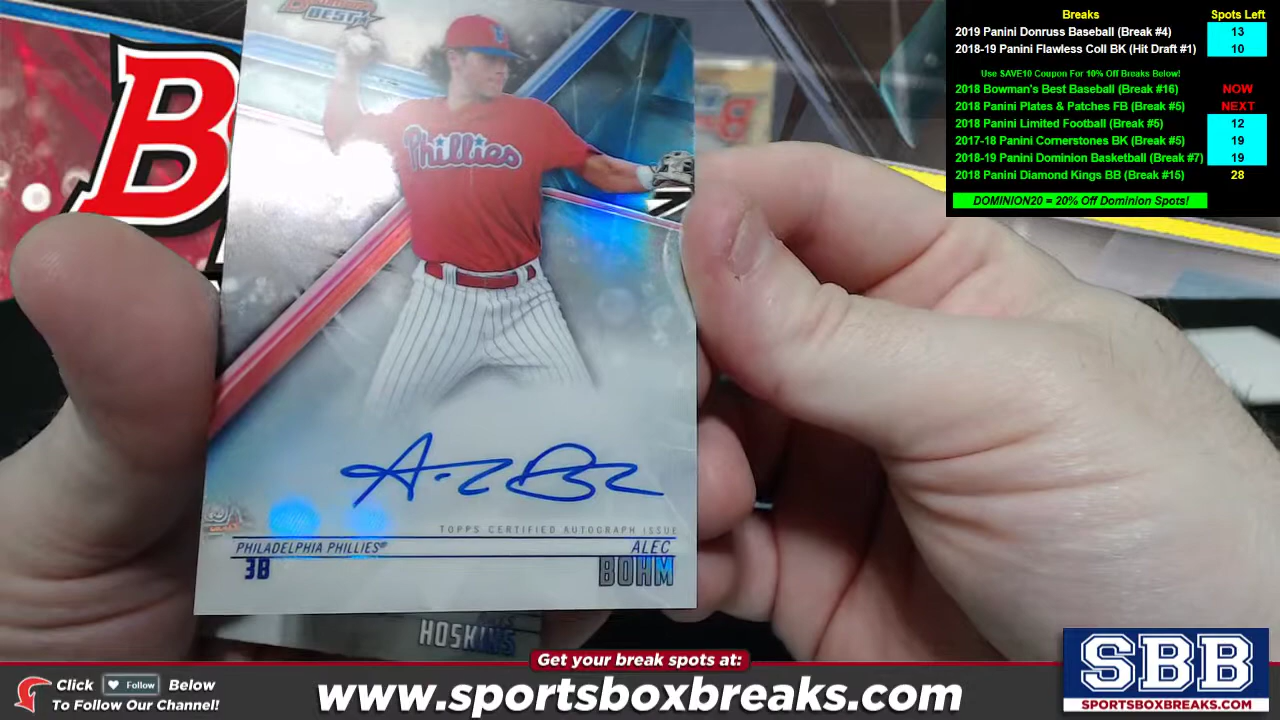 BOWMAN'S
BEST
Breaks Spots Left
2019 Panini Donruss Baseball (Break #4) 13
2018-19 Panini Flawless Coll BK (Hit Draft #1) 10
Use SAVE10 Coupon For 10% Off Breaks Below!
2018 Bowman's Best Baseball (Break #16) NOW
2018 Panini Plates & Patches FB (Break #5) NEXT
2018 Panini Limited Football (Break #5) 12
2017-18 Panini Cornerstones BK (Break #5) 19
2018-19 Panini Dominion Basketball (Break #7) 19
2018 Panini Diamond Kings BB (Break #15) 28
DOMINION20 = 20% Off Dominion Spots!
B
Phillies
TOPPS CERTIFIED AUTOGRAPH ISSUE
PHILADELPHIA PHILLIES® ALEC
3B BOHM
HOSKINS
Get your break spots at:
Click Follow Below
To Follow Our Channel!
www.sportsboxbreaks.com
SBB
SPORTSBOXBREAKS.COM